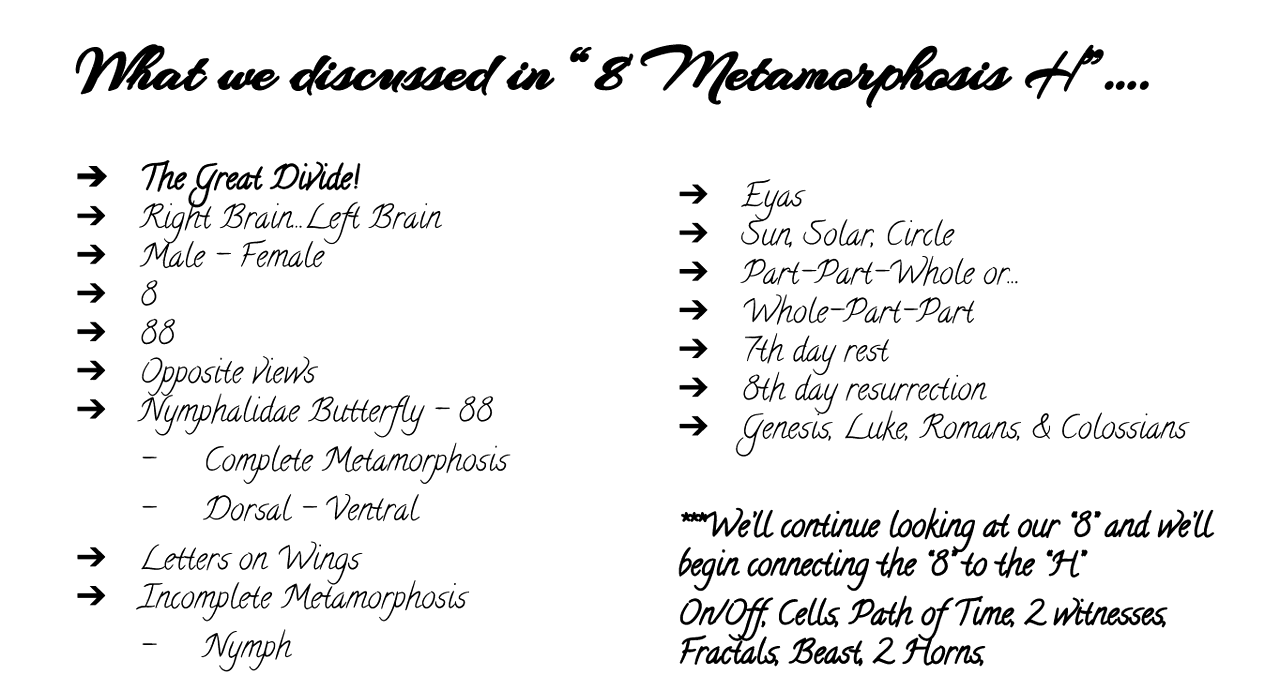 What we discussed in “8 Metamorphosis H”....
➔ The Great Divide!
➔ Right Brain...Left Brain
➔ Male - Female
➔ 8
➔ 88
➔ Opposite views
➔ Nymphalidae Butterfly - 88
- Complete Metamorphosis
- Dorsal - Ventral
➔ Letters on Wings
➔ Incomplete Metamorphosis
- Nymph
➔ Eyas
➔ Sun, Solar, Circle
➔ Part-Part-Whole or...
➔ Whole-Part-Part
➔ 7th day rest
➔ 8th day resurrection
➔ Genesis, Luke, Romans, & Colossians
***We'll continue looking at our "8" and we'll
begin connecting the "8" to the "H"
On/Off, Cells, Path of Time, 2 witnesses,
Fractals, Beast, 2 Horns,